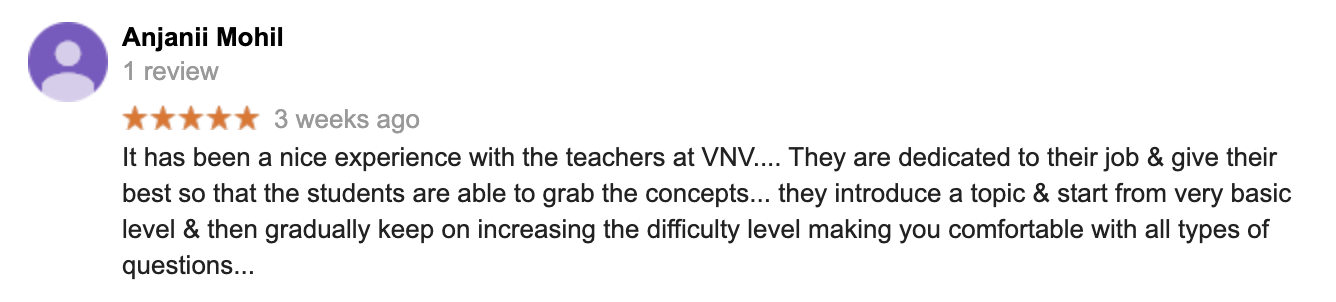 Anjanii Mohil
1 review
3 weeks ago
It has been a nice experience with the teachers at VNV.... They are dedicated to their job & give their
best so that the students are able to grab the concepts... they introduce a topic & start from very basic
level & then gradually keep on increasing the difficulty level making you comfortable with all types of
questions...